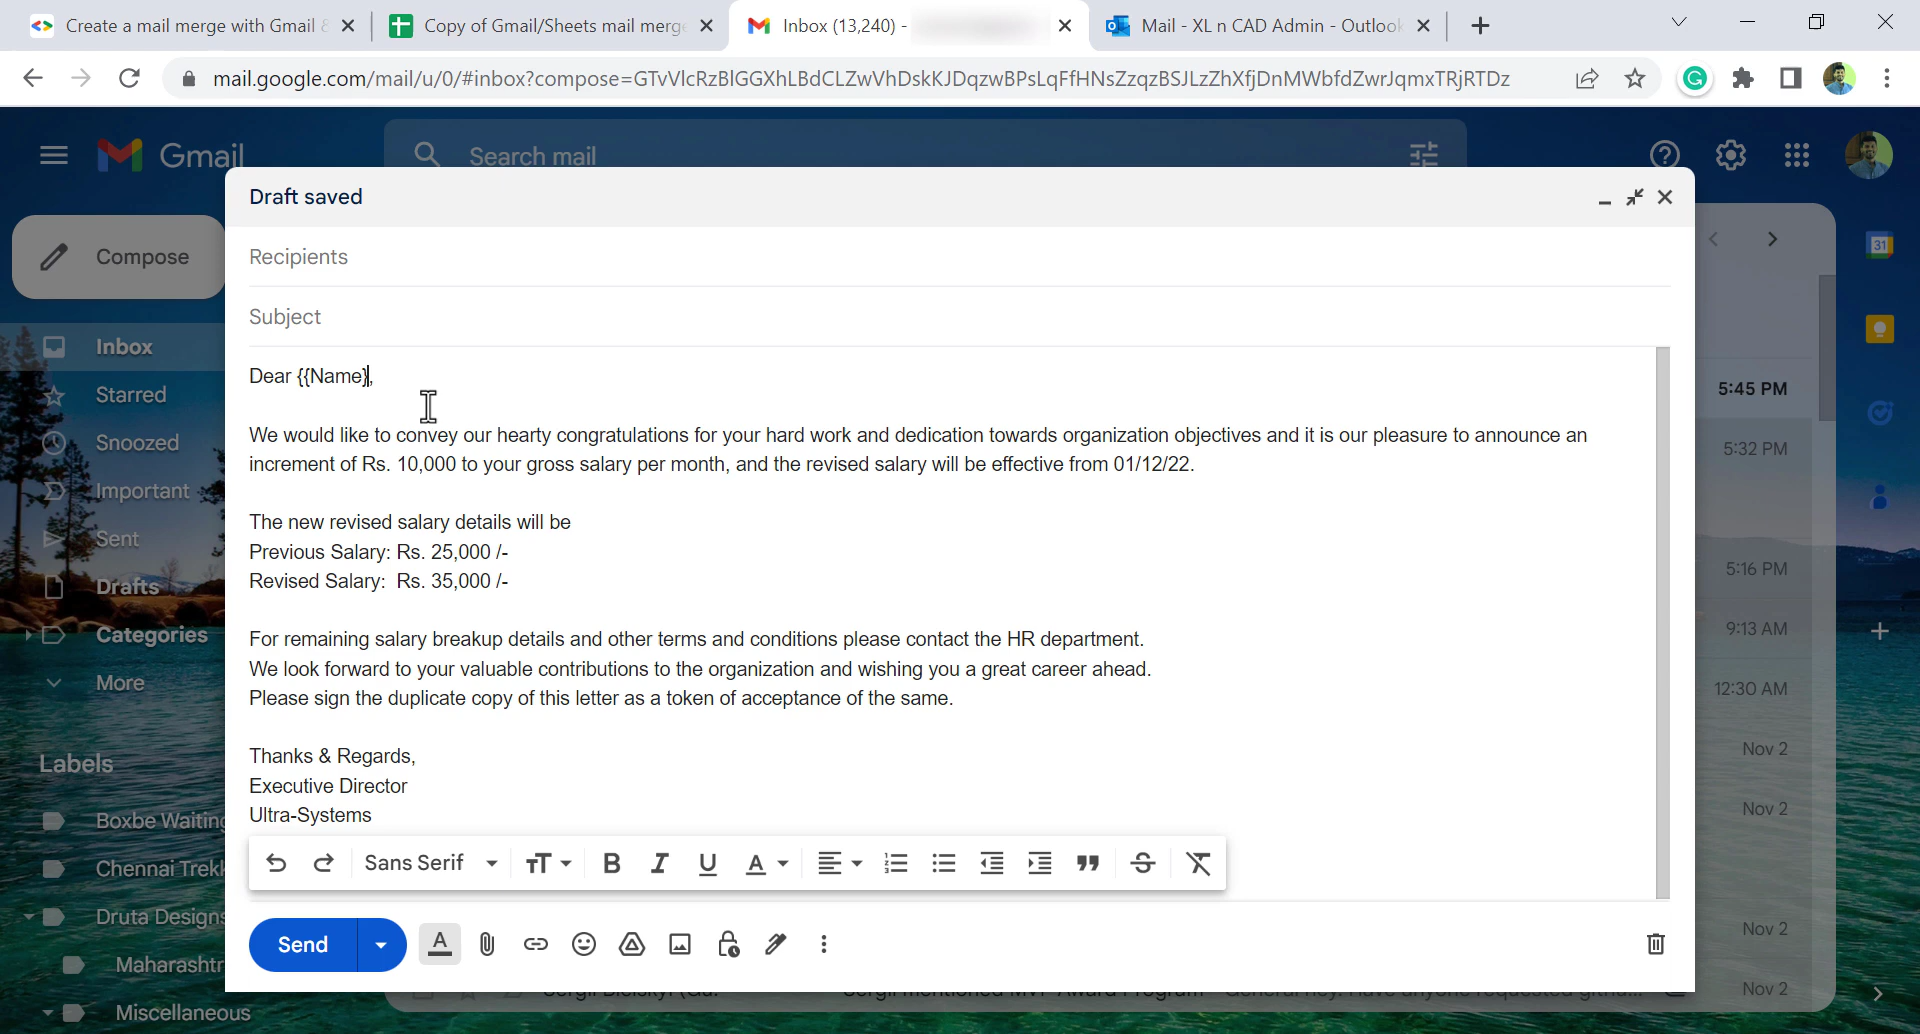 Create a mail merge with Gmail &
Copy of Gmail/Sheets mail merge
Inbox (13,240) -
Mail - XL n CAD Admin - Outlook
mail.google.com/mail/u/0/#inbox?compose=GTvVlcRzBlGGXhLBdCLZwVhDskKJDqzwBPsLqFfHNsZzqzBSJLzZhXfjDnMWbfdZwrJqmxTRjRTDz
Gmail
Search mail
Compose
Inbox
Starred
Snoozed
Important
Sent
Drafts
Categories
More
Labels
Boxbe Waiting
Chennai Trekk
Druta Designs
Maharashtr
Miscellaneous
Draft saved
Recipients
Subject
Dear {{Name},
We would like to convey our hearty congratulations for your hard work and dedication towards organization objectives and it is our pleasure to announce an
increment of Rs. 10,000 to your gross salary per month, and the revised salary will be effective from 01/12/22.
The new revised salary details will be
Previous Salary: Rs. 25,000 /-
Revised Salary: Rs. 35,000 /-
For remaining salary breakup details and other terms and conditions please contact the HR department.
We look forward to your valuable contributions to the organization and wishing you a great career ahead.
Please sign the duplicate copy of this letter as a token of acceptance of the same.
Thanks & Regards,
Executive Director
Ultra-Systems
Sans Serif
Send
5:45 PM
5:32 PM
5:16 PM
9:13 AM
12:30 AM
Nov 2
Nov 2
Nov 2
Nov 2
31